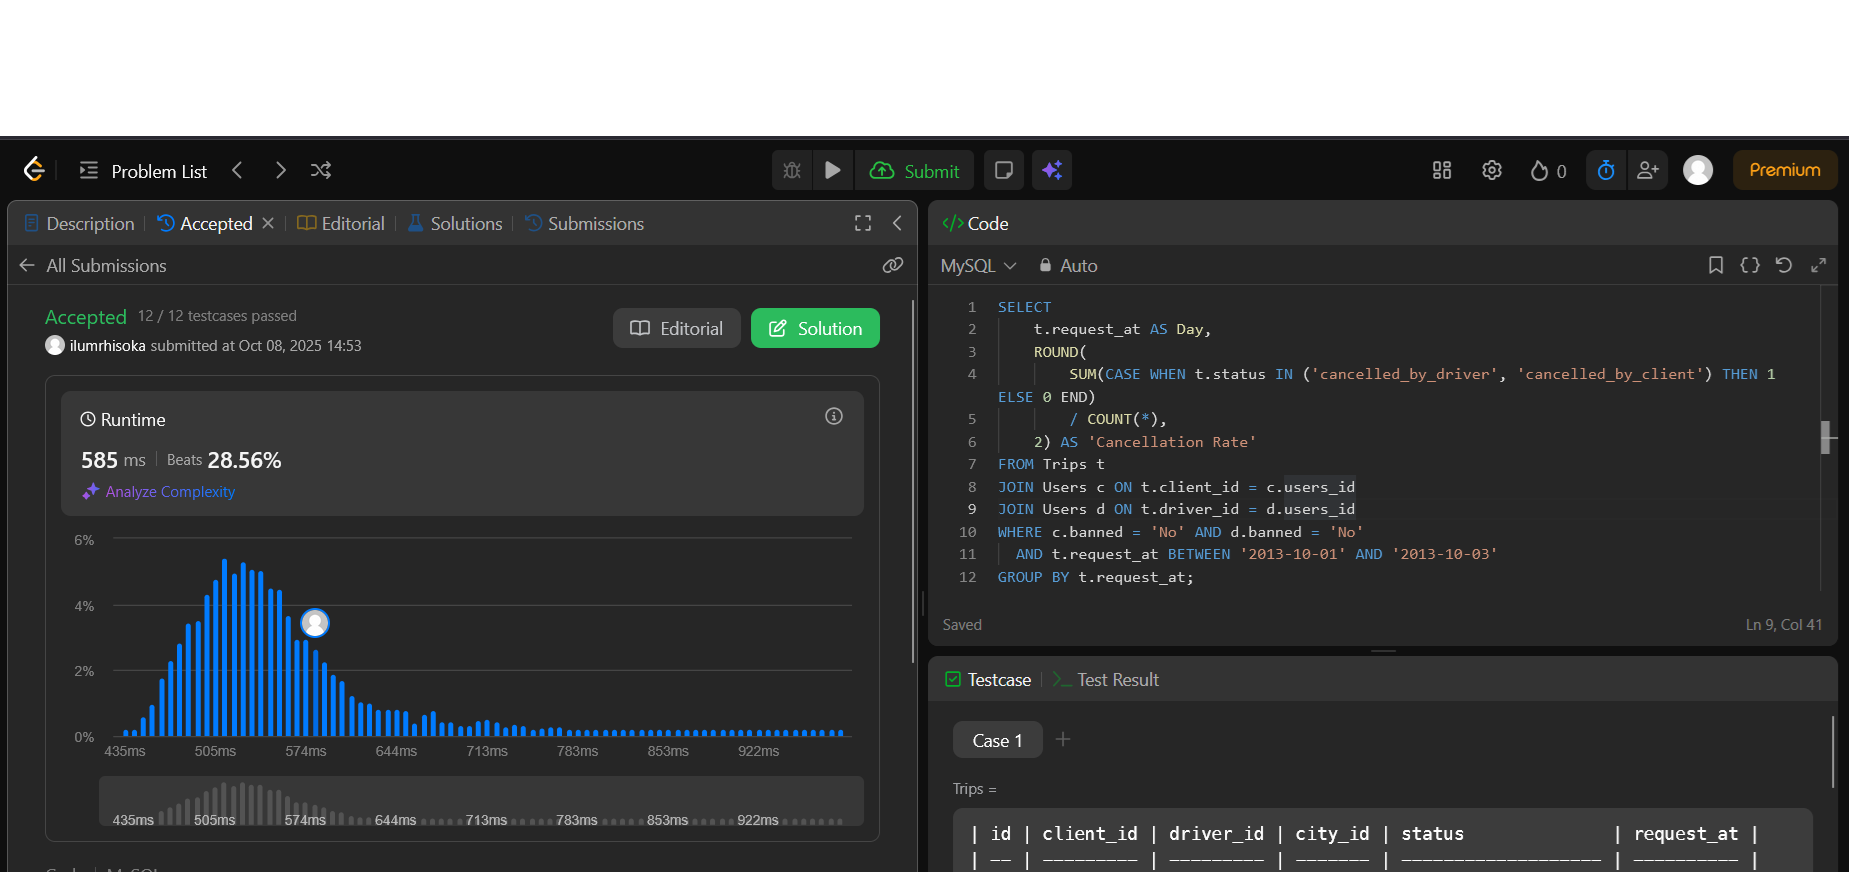 Problem List
Submit
0
Premium
Description
Accepted
Editorial
Solutions
Submissions
All Submissions
Accepted 12 / 12 testcases passed
ilumrhisoka submitted at Oct 08, 2025 14:53
Editorial
Solution
Runtime
585 ms Beats 28.56%
Analyze Complexity
6%
4%
2%
0%
435ms 505ms 574ms 644ms 713ms 783ms 853ms 922ms
435ms 505ms 574ms 644ms 713ms 783ms 853ms 922ms
</> Code
MySQL Auto
1 SELECT
2 t.request_at AS Day,
3 ROUND(
4 SUM(CASE WHEN t.status IN ('cancelled_by_driver', 'cancelled_by_client') THEN 1
ELSE 0 END)
5 / COUNT(*),
6 2) AS 'Cancellation Rate'
7 FROM Trips t
8 JOIN Users c ON t.client_id = c.users_id
9 JOIN Users d ON t.driver_id = d.users_id
10 WHERE c.banned = 'No' AND d.banned = 'No'
11 AND t.request_at BETWEEN '2013-10-01' AND '2013-10-03'
12 GROUP BY t.request_at;
Saved
Ln 9, Col 41
Testcase
Test Result
Case 1
Trips =
| id | client_id | driver_id | city_id | status | request_at |
| -- | --------- | --------- | ------- | ------------------- | ---------- |